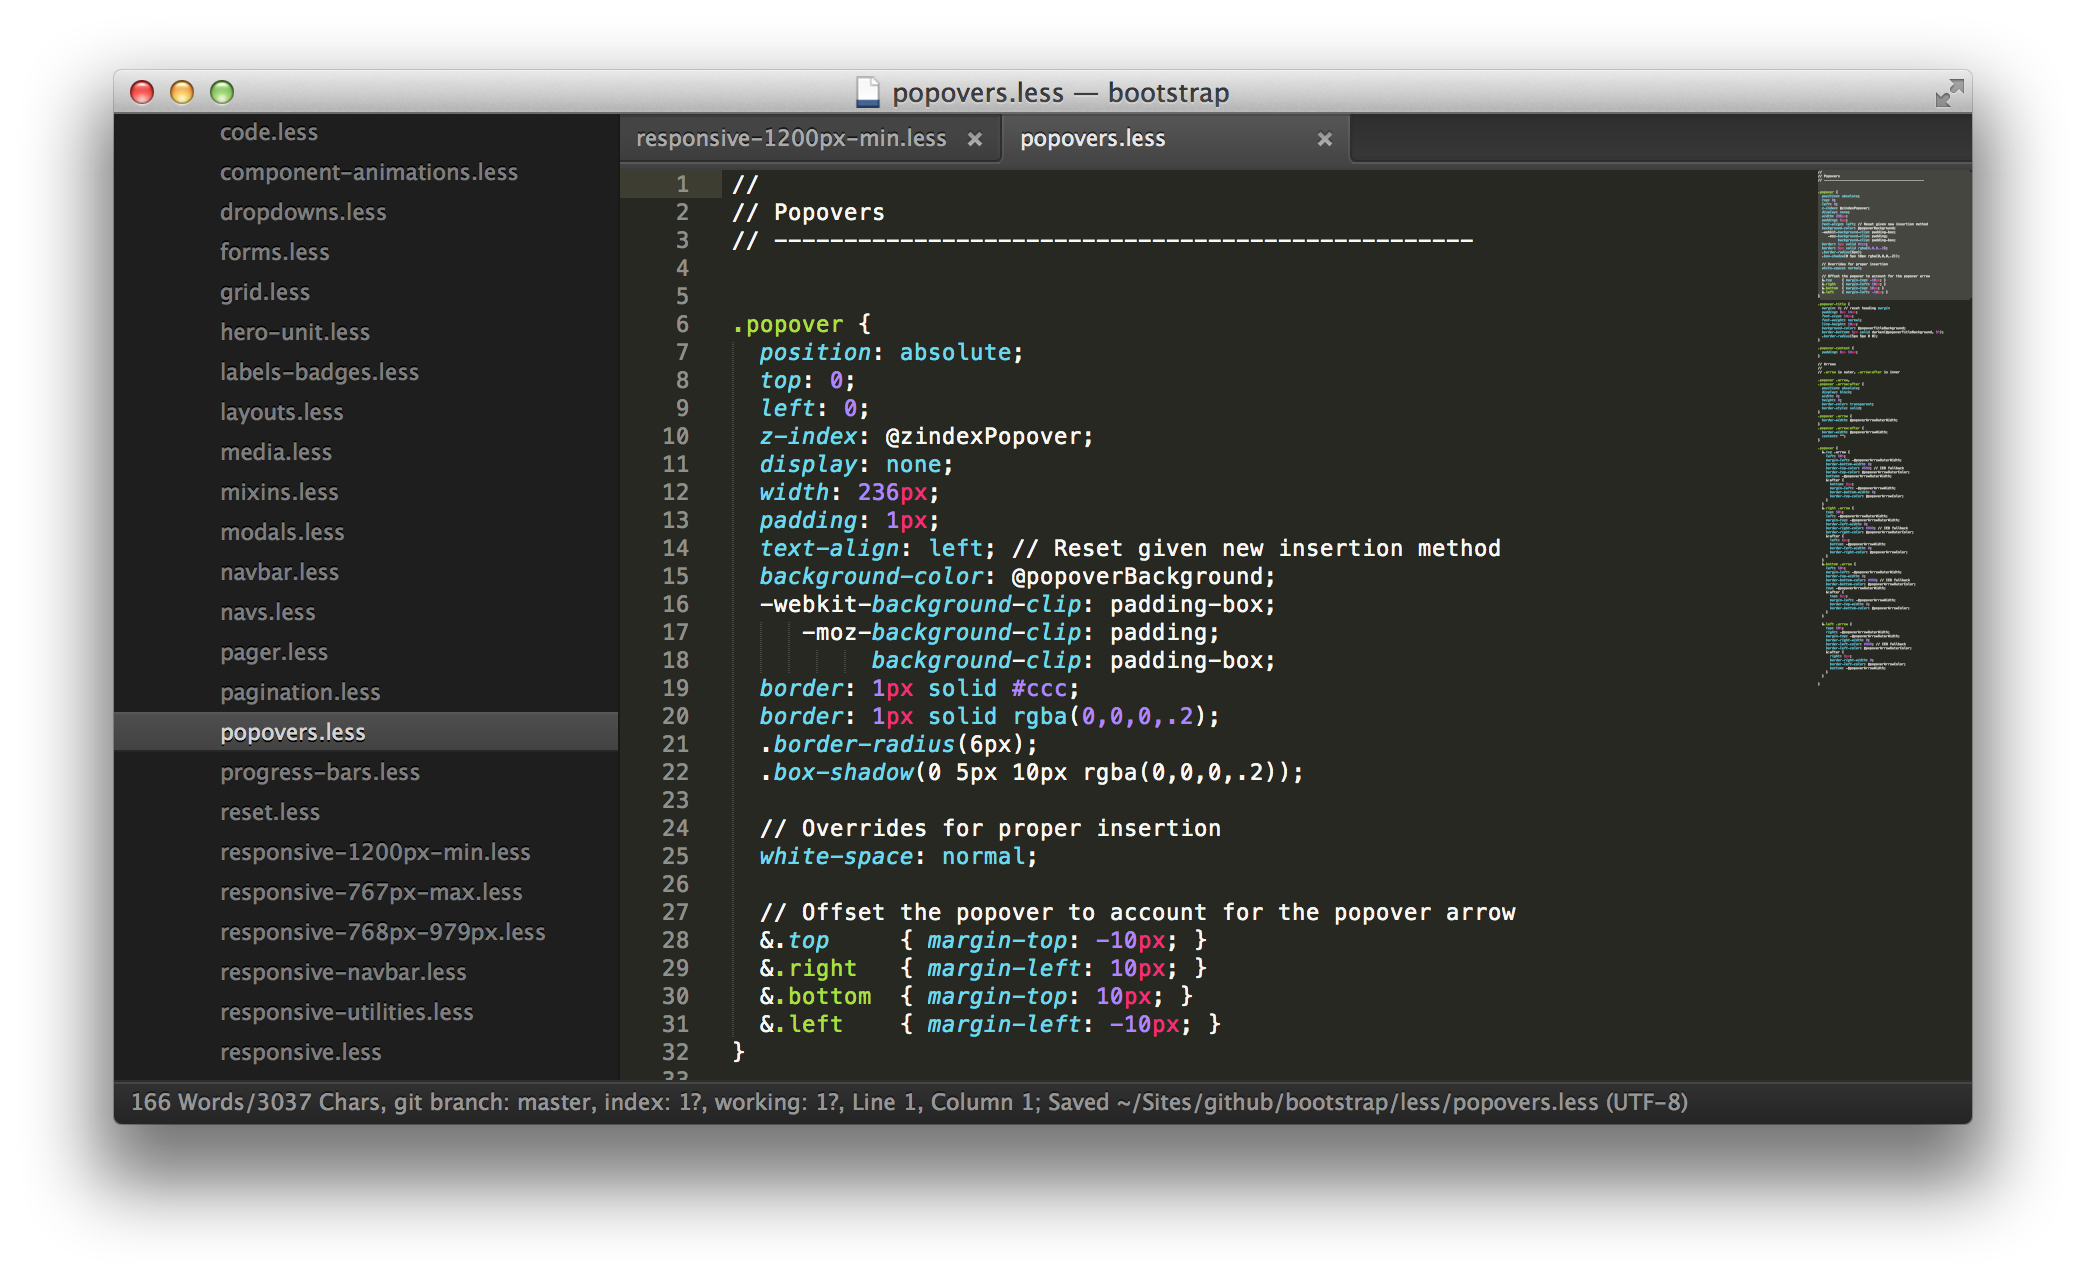 popovers.less — bootstrap
code.less
component-animations.less
dropdowns.less
forms.less
grid.less
hero-unit.less
labels-badges.less
layouts.less
media.less
mixins.less
modals.less
navbar.less
navs.less
pager.less
pagination.less
popovers.less
progress-bars.less
reset.less
responsive-1200px-min.less
responsive-767px-max.less
responsive-768px-979px.less
responsive-navbar.less
responsive-utilities.less
responsive.less
responsive-1200px-min.less × popovers.less ×
1 //
2 // Popovers
3 // --------------------------------------------------
4
5
6 .popover {
7 position: absolute;
8 top: 0;
9 left: 0;
10 z-index: @zindexPopover;
11 display: none;
12 width: 236px;
13 padding: 1px;
14 text-align: left; // Reset given new insertion method
15 background-color: @popoverBackground;
16 -webkit-background-clip: padding-box;
17 -moz-background-clip: padding;
18 background-clip: padding-box;
19 border: 1px solid #ccc;
20 border: 1px solid rgba(0,0,0,.2);
21 .border-radius(6px);
22 .box-shadow(0 5px 10px rgba(0,0,0,.2));
23
24 // Overrides for proper insertion
25 white-space: normal;
26
27 // Offset the popover to account for the popover arrow
28 &.top { margin-top: -10px; }
29 &.right { margin-left: 10px; }
30 &.bottom { margin-top: 10px; }
31 &.left { margin-left: -10px; }
32 }
33
166 Words/3037 Chars, git branch: master, index: 1?, working: 1?, Line 1, Column 1; Saved ~/Sites/github/bootstrap/less/popovers.less (UTF-8)